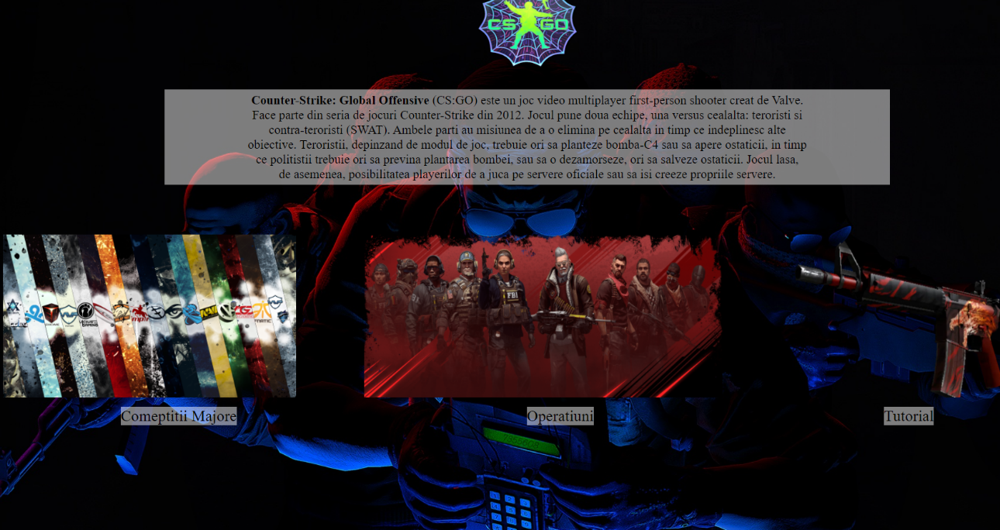 CS GO
Counter-Strike: Global Offensive (CS:GO) este un joc video multiplayer first-person shooter creat de Valve.
Face parte din seria de jocuri Counter-Strike din 2012. Jocul pune doua echipe, una versus cealalta: teroristi si
contra-teroristi (SWAT). Ambele parti au misiunea de a o elimina pe cealalta in timp ce indeplinesc alte
obiective. Teroristii, depinzand de modul de joc, trebuie ori sa planteze bomba-C4 sau sa apere ostaticii, in timp
ce politistii trebuie ori sa previna plantarea bombei, sau sa o dezamorseze, ori sa salveze ostaticii. Jocul lasa,
de asemenea, posibilitatea playerilor de a juca pe servere oficiale sau sa isi creeze propriile servere.
FNATIC
FBI
Comeptitii Majore
Operatiuni
Tutorial
7355608